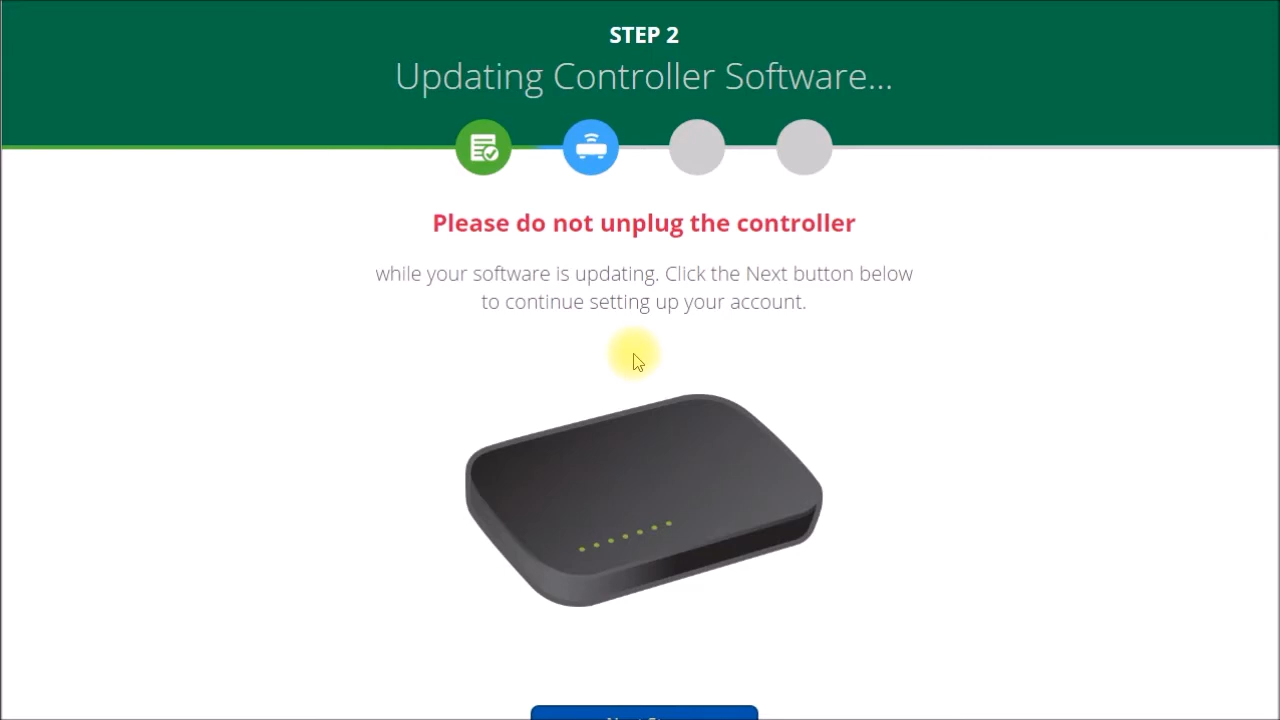 STEP 2
Updating Controller Software...
Please do not unplug the controller
while your software is updating. Click the Next button below
to continue setting up your account.